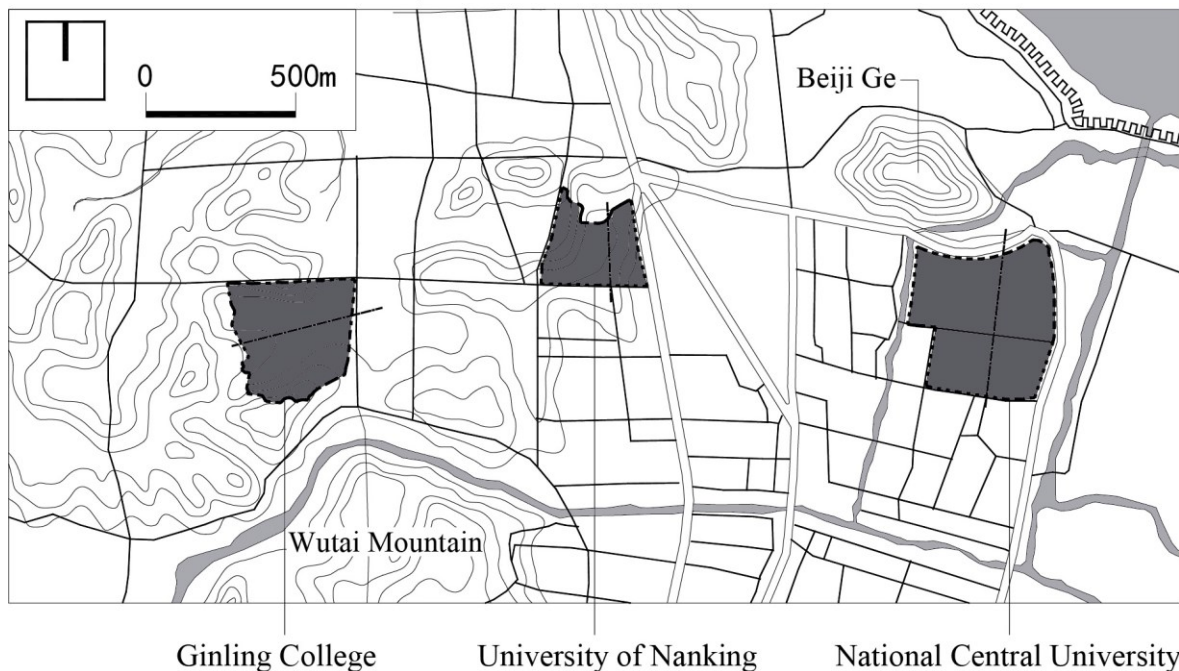 0 500m
Beiji Ge
Wutai Mountain
Ginling College
University of Nanking
National Central University